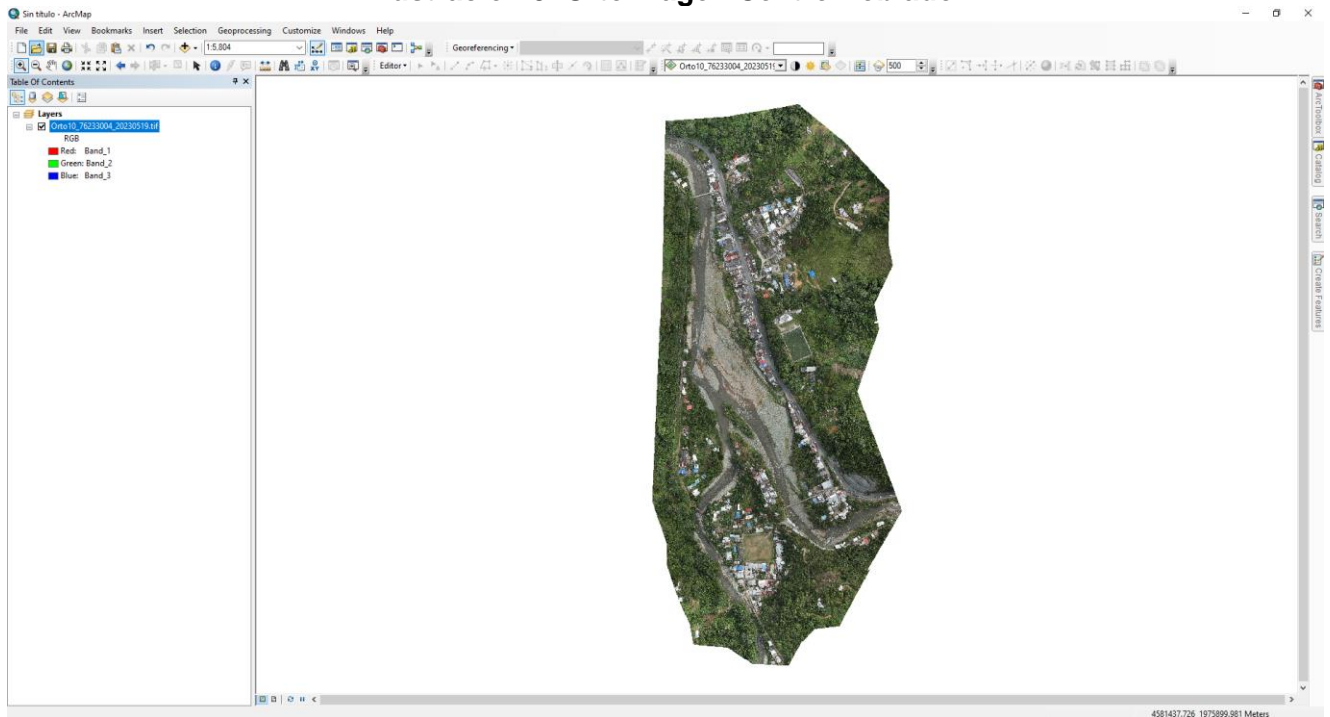 Sin título - ArcMap
File Edit View Bookmarks Insert Selection Geoprocessing Customize Windows Help
1:5.804
Georeferencing
Editor
Orto10_76233004_2023051
500
Table Of Contents
Layers
Orto10_76233004_20230519.tif
RGB
Red: Band_1
Green: Band_2
Blue: Band_3
ArcToolbox
Catalog
Search
Create Features
4581437,726 1975899,981 Meters